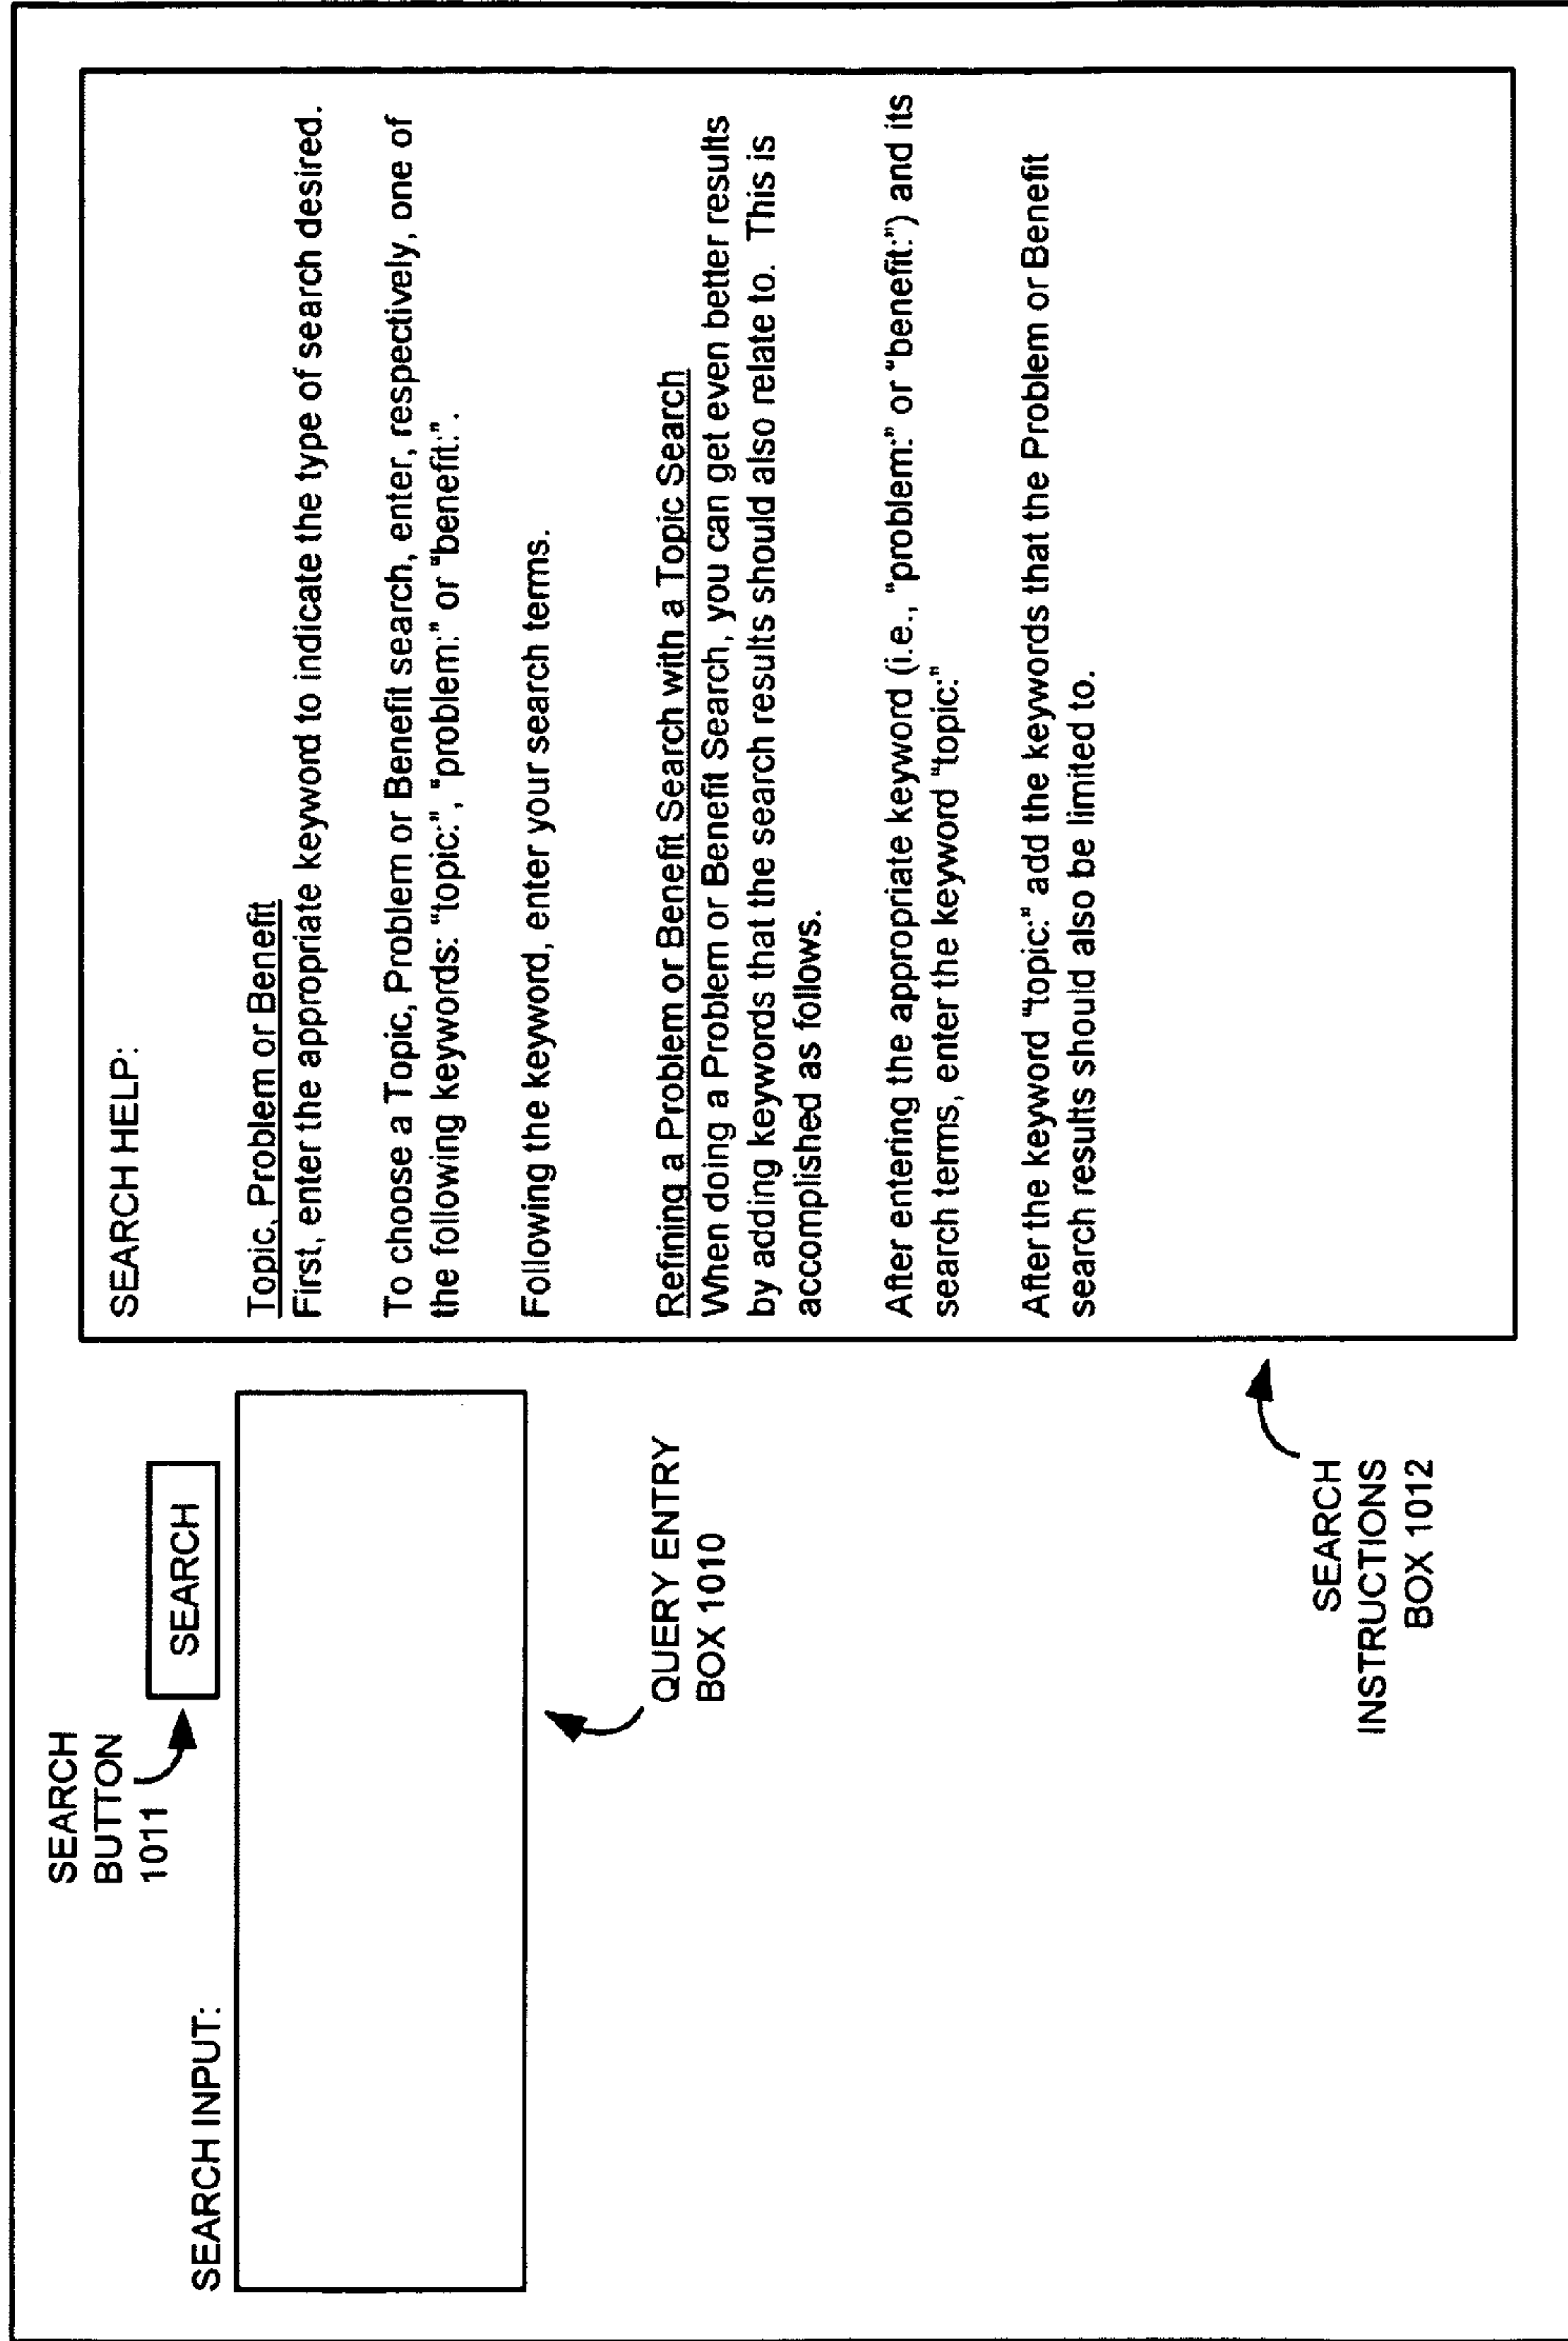 SEARCH
BUTTON
1011
SEARCH INPUT:
SEARCH
QUERY ENTRY
BOX 1010
SEARCH
INSTRUCTIONS
BOX 1012
SEARCH HELP:
Topic, Problem or Benefit
First, enter the appropriate keyword to indicate the type of search desired.
To choose a Topic, Problem or Benefit search, enter, respectively, one of
the following keywords: "topic:", "problem:" or "benefit:".
Following the keyword, enter your search terms.
Refining a Problem or Benefit Search with a Topic Search
When doing a Problem or Benefit Search, you can get even better results
by adding keywords that the search results should also relate to. This is
accomplished as follows.
After entering the appropriate keyword (i.e., "problem:" or "benefit:") and its
search terms, enter the keyword "topic:"
After the keyword "topic:" add the keywords that the Problem or Benefit
search results should also be limited to.